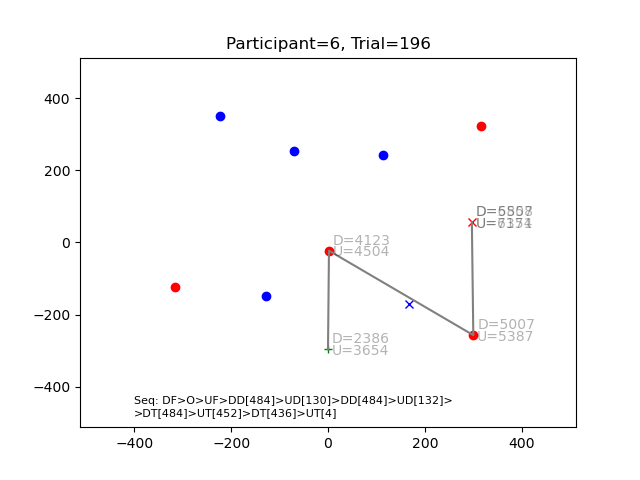 Participant=6, Trial=196
400
200
0
−200
−400
D=4123
U=4504
D=5007
U=5387
D=2386
U=3654
Seq: DF>O>UF>DD[484]>UD[130]>DD[484]>UD[132]>
>DT[484]>UT[452]>DT[436]>UT[4]
−400
−200
0
200
400